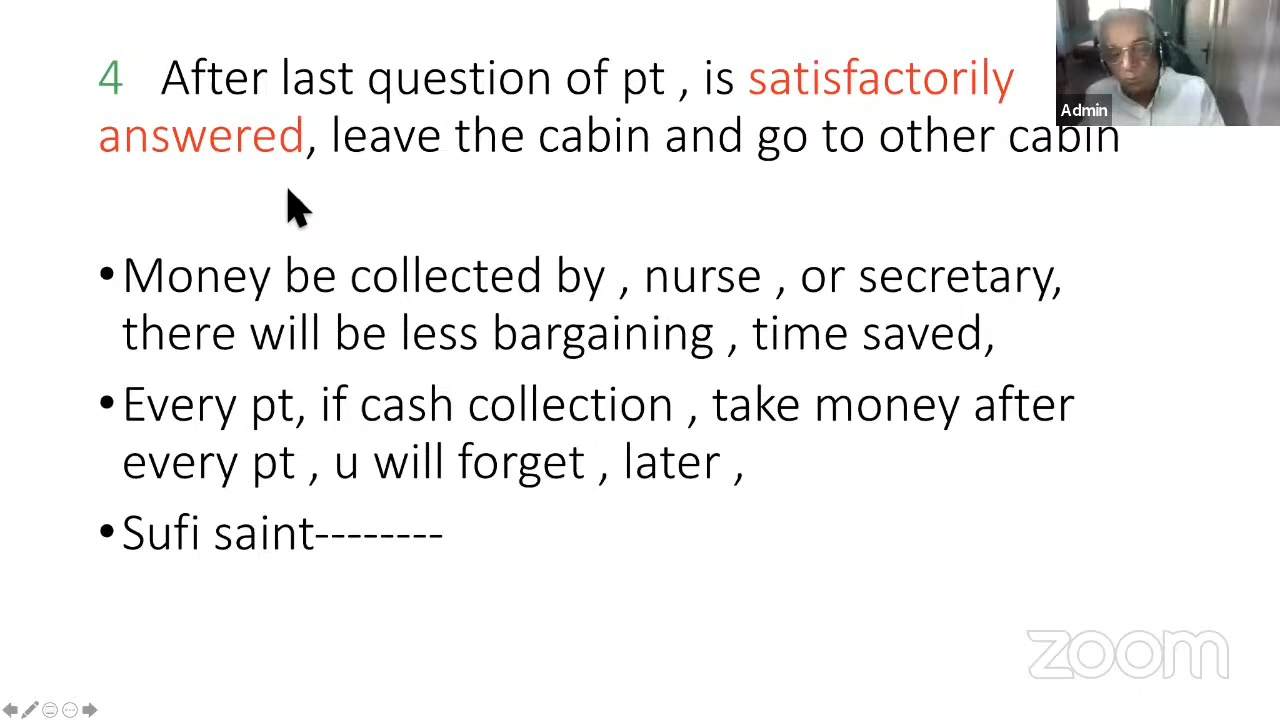 4 After last question of pt , is satisfactorily
answered, leave the cabin and go to other cabin
Admin
•Money be collected by , nurse , or secretary,
there will be less bargaining , time saved,
•Every pt, if cash collection , take money after
every pt , u will forget , later ,
•Sufi saint--------
zoom